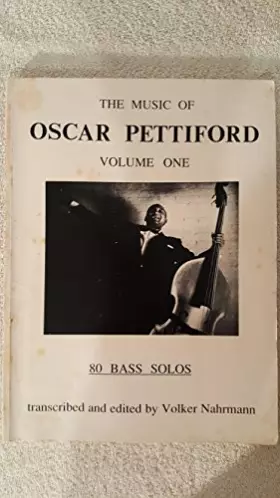 THE MUSIC OF
OSCAR PETTIFORD
VOLUME ONE
80 BASS SOLOS
transcribed and edited by Volker Nahrmann